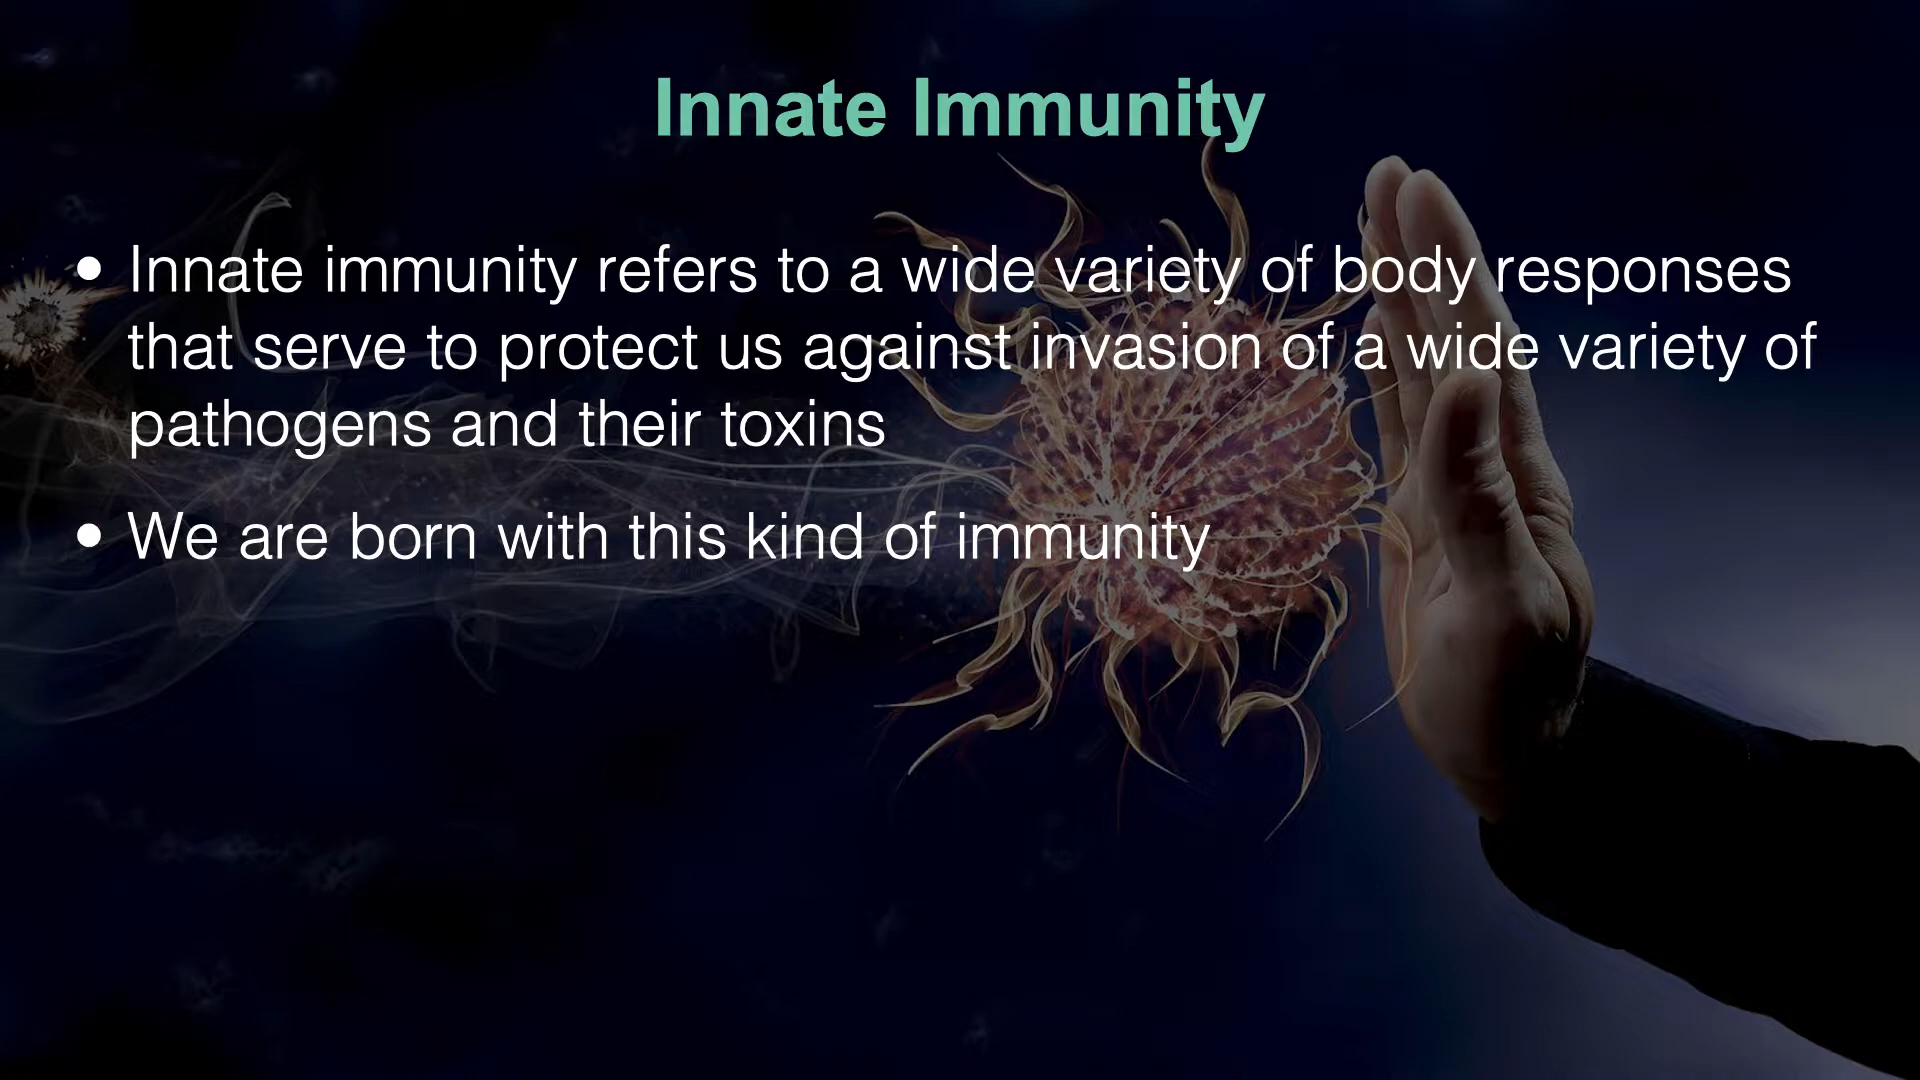 Innate Immunity
• Innate immunity refers to a wide variety of body responses
that serve to protect us against invasion of a wide variety of
pathogens and their toxins
• We are born with this kind of immunity